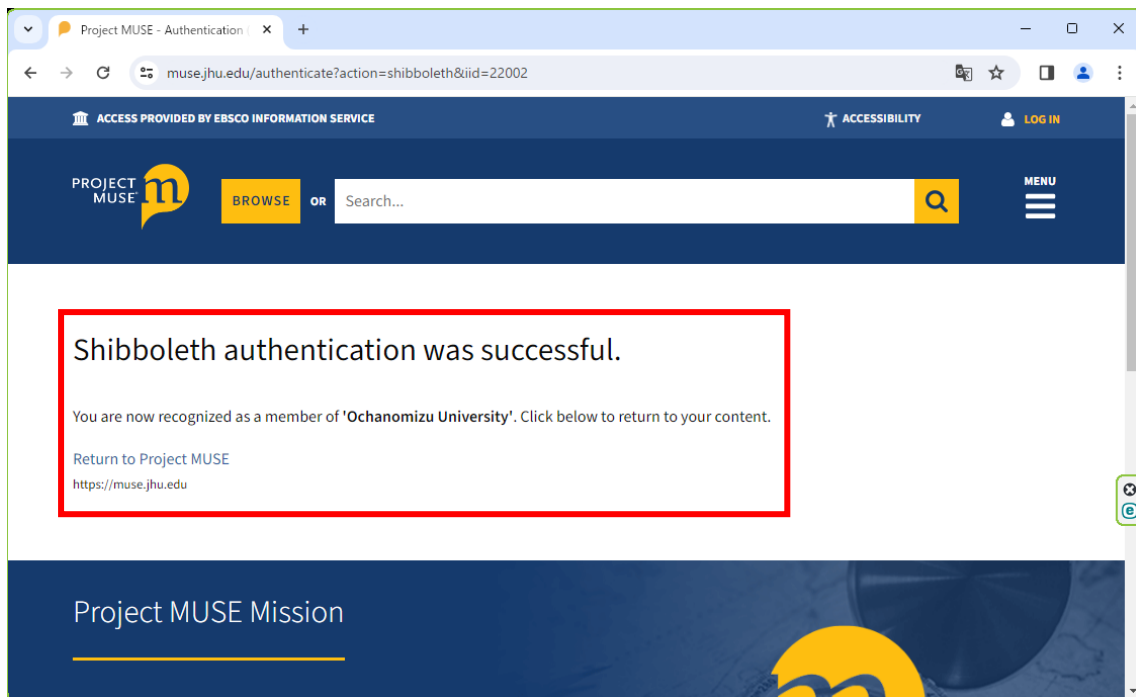 Project MUSE - Authentication
muse.jhu.edu/authenticate?action=shibboleth&iid=22002
ACCESS PROVIDED BY EBSCO INFORMATION SERVICE
ACCESSIBILITY
LOG IN
PROJECT
MUSE
m
BROWSE
OR
Search...
MENU
Shibboleth authentication was successful.
You are now recognized as a member of 'Ochanomizu University'. Click below to return to your content.
Return to Project MUSE
https://muse.jhu.edu
e
Project MUSE Mission
m